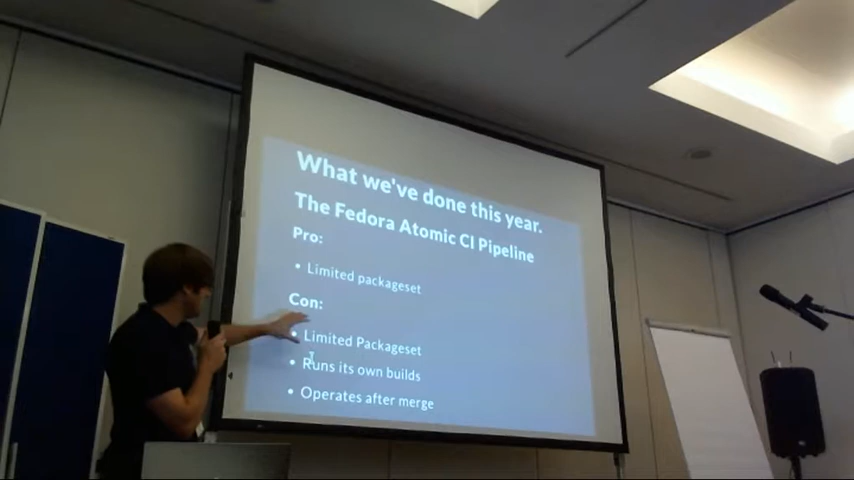 What we've done this year.
The Fedora Atomic CI Pipeline
Pro:
• Limited packageset
Con:
• Limited Packageset
• Runs its own builds
• Operates after merge